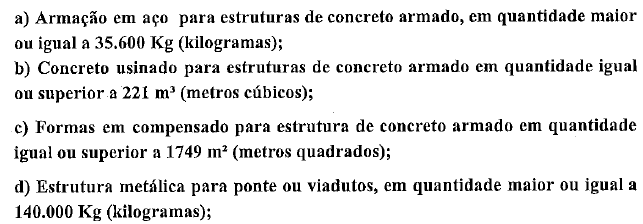 a) Armação em aço para estruturas de concreto armado, em quantidade maior
ou igual a 35.600 Kg (kilogramas);
b) Concreto usinado para estruturas de concreto armado em quantidade igual
ou superior a 221 m³ (metros cúbicos);
c) Formas em compensado para estrutura de concreto armado em quantidade
igual ou superior a 1749 m² (metros quadrados);
d) Estrutura metálica para ponte ou viadutos, em quantidade maior ou igual a
140.000 Kg (kilogramas);